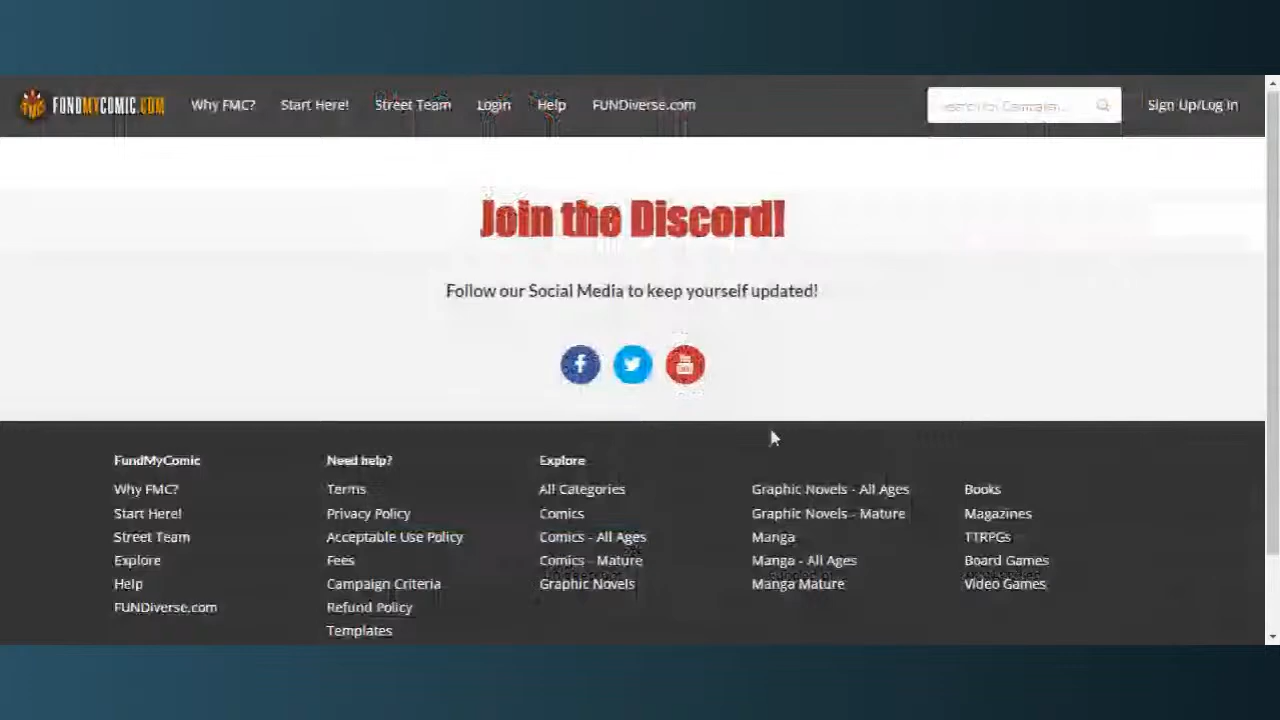 FUNDMYCOMIC.COM Why FMC? Start Here! Street Team Login Help FUNDiverse.com Search for Campaign... Sign Up/Log In
Join the Discord!
Follow our Social Media to keep yourself updated!
FundMyComic Need help? Explore
Why FMC? Terms All Categories Graphic Novels - All Ages Books
Start Here! Privacy Policy Comics Graphic Novels - Mature Magazines
Street Team Acceptable Use Policy Comics - All Ages Manga TTRPGs
Explore Fees Comics - Mature Manga - All Ages Board Games
Help Campaign Criteria Graphic Novels Manga Mature Video Games
FUNDiverse.com Refund Policy
Templates